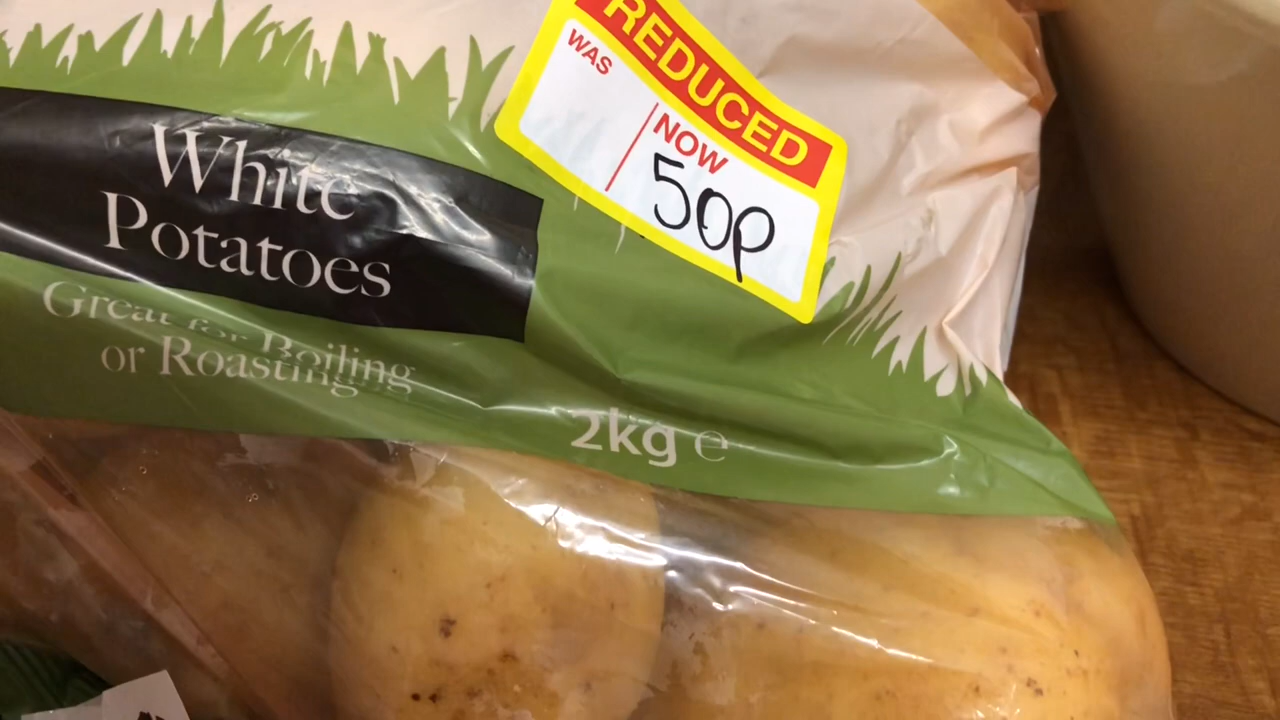 REDUCED
WAS
NOW
50p
White
Potatoes
Great for Boiling
or Roasting
2kg e